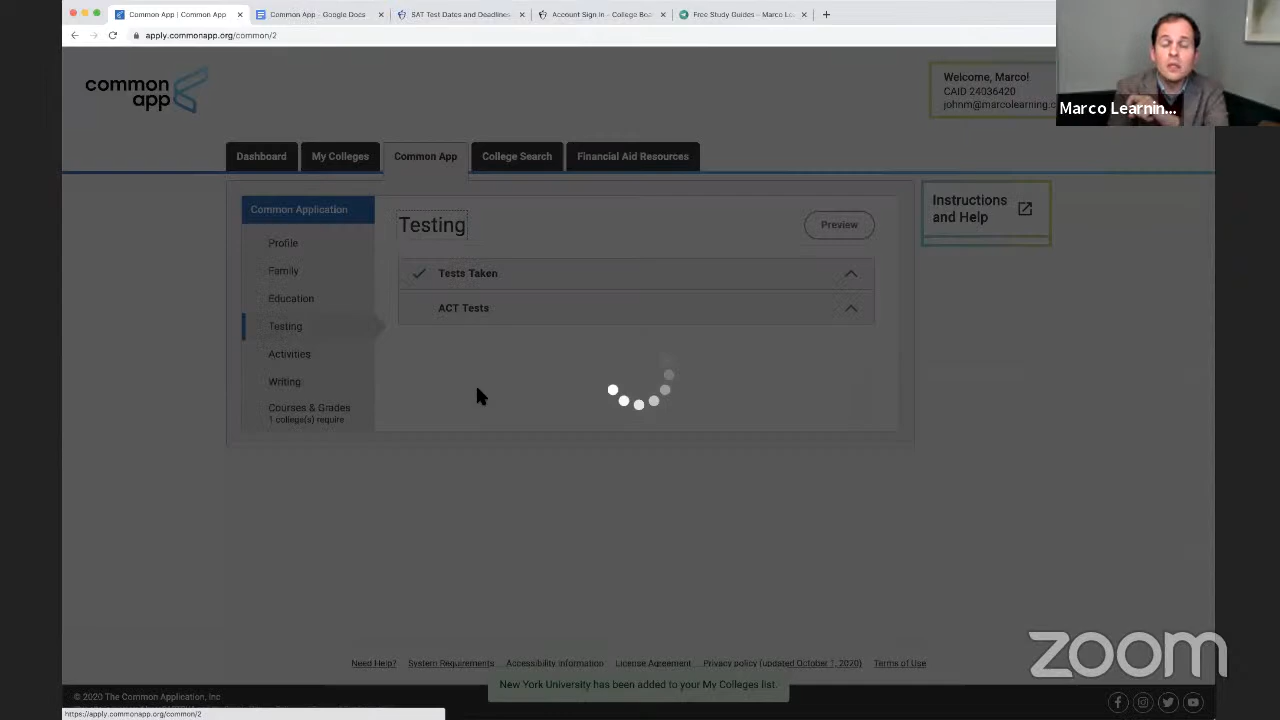 Common App | Common App
Common App - Google Docs
SAT Test Dates and Deadlines
Account Sign In - College Boa
Free Study Guides – Marco Le
apply.commonapp.org/common/2
common
app
Welcome, Marco!
CAID 24036420
johnm@marcolearning.c
Marco Learnin...
Dashboard
My Colleges
Common App
College Search
Financial Aid Resources
Common Application
Profile
Family
Education
Testing
Activities
Writing
Courses & Grades
1 college(s) require
Testing
Preview
Tests Taken
ACT Tests
Instructions
and Help
zoom
Need Help?
System Requirements
Accessibility Information
License Agreement
Privacy policy (updated October 1, 2020)
Terms of Use
New York University has been added to your My Colleges list.
© 2020 The Common Application, Inc
https://apply.commonapp.org/common/2